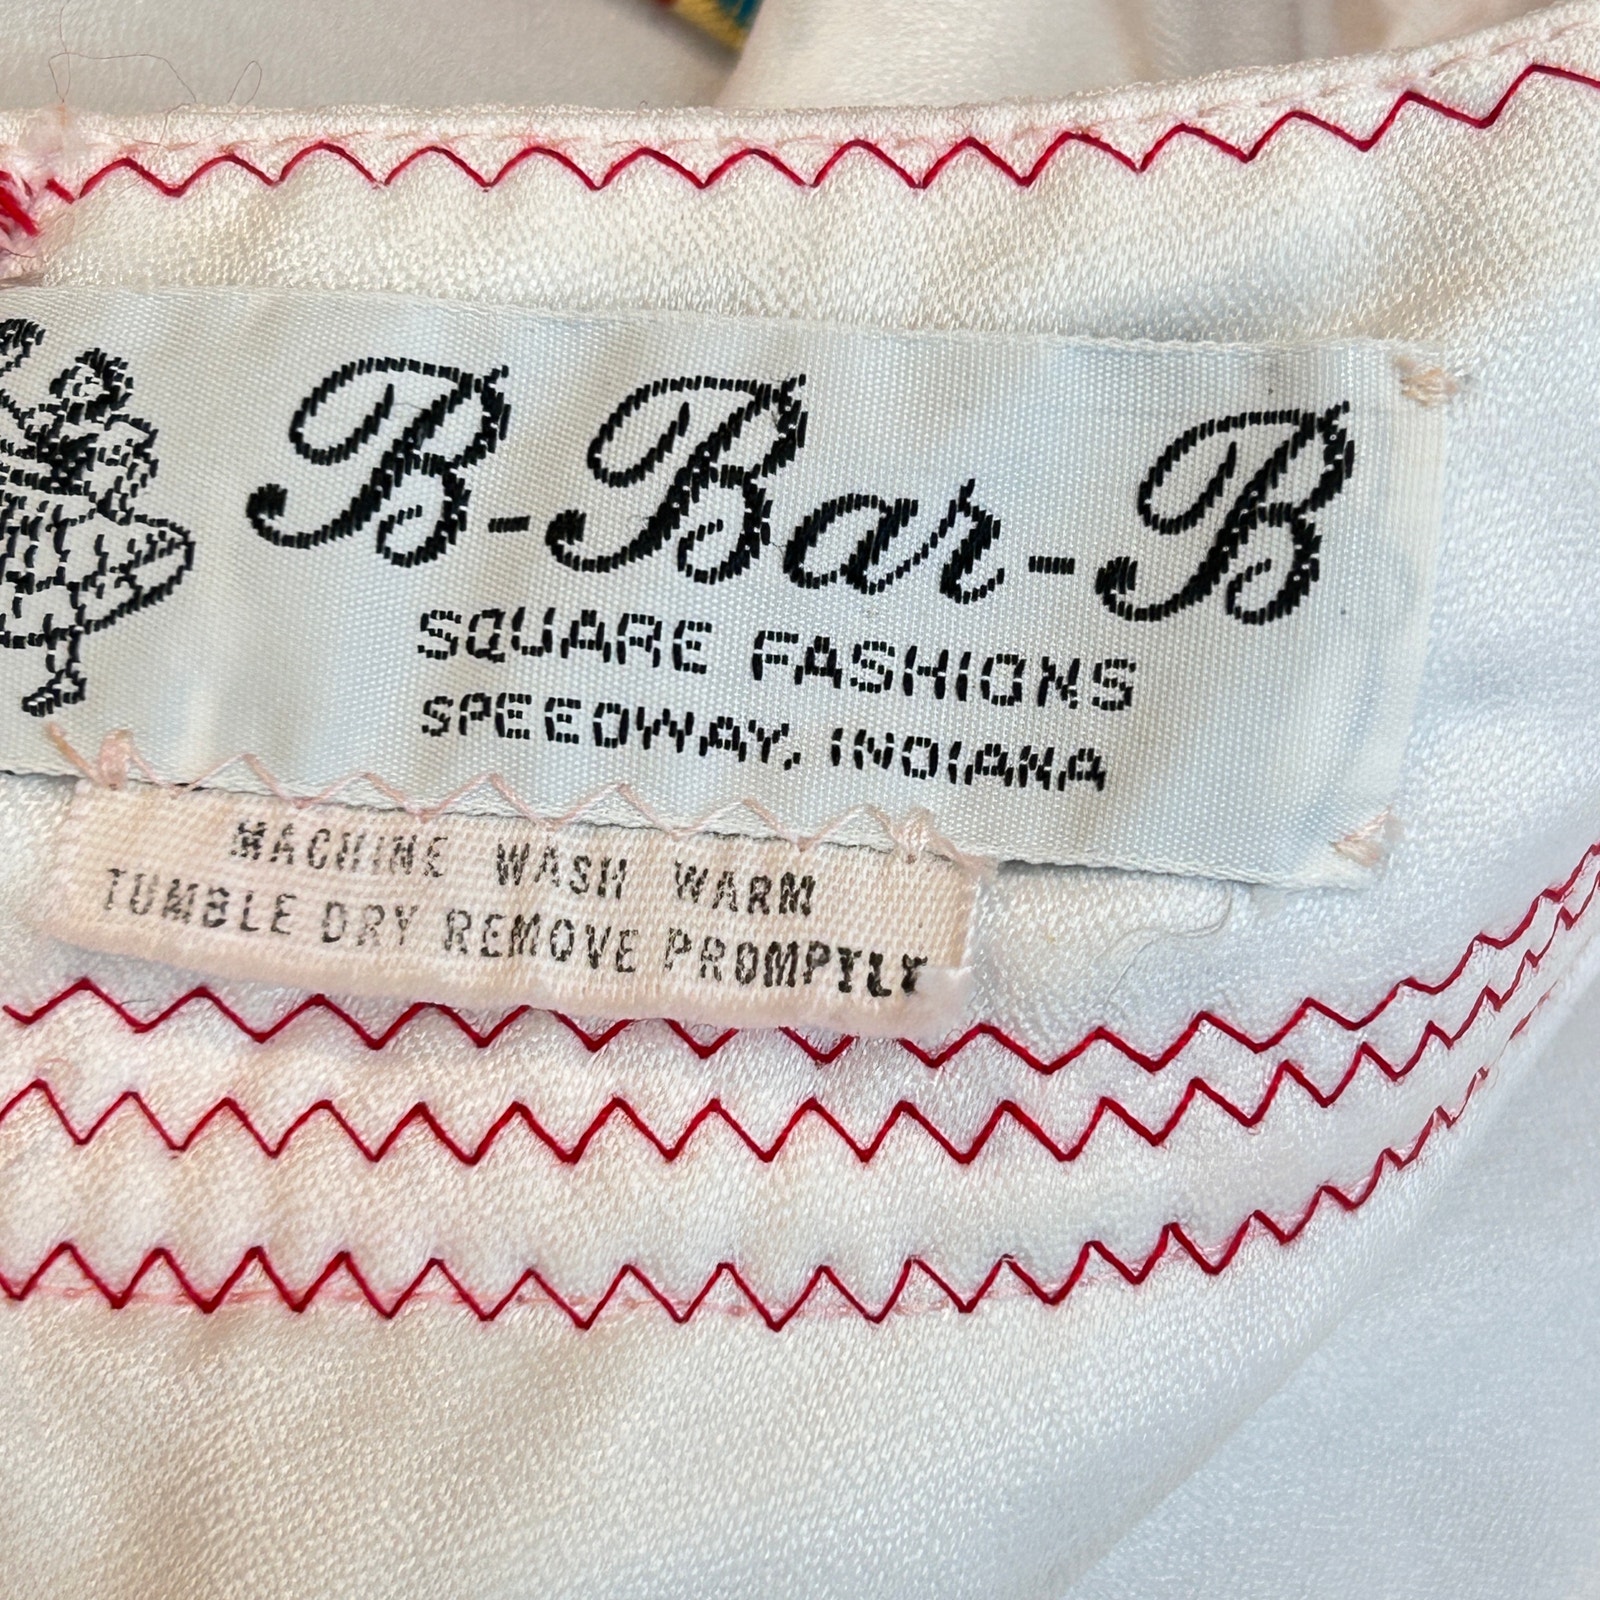 B-Bar-B
SQUARE FASHIONS
SPEEDWAY, INDIANA
MACHINE WASH WARM
TUMBLE DRY REMOVE PROMPTLY